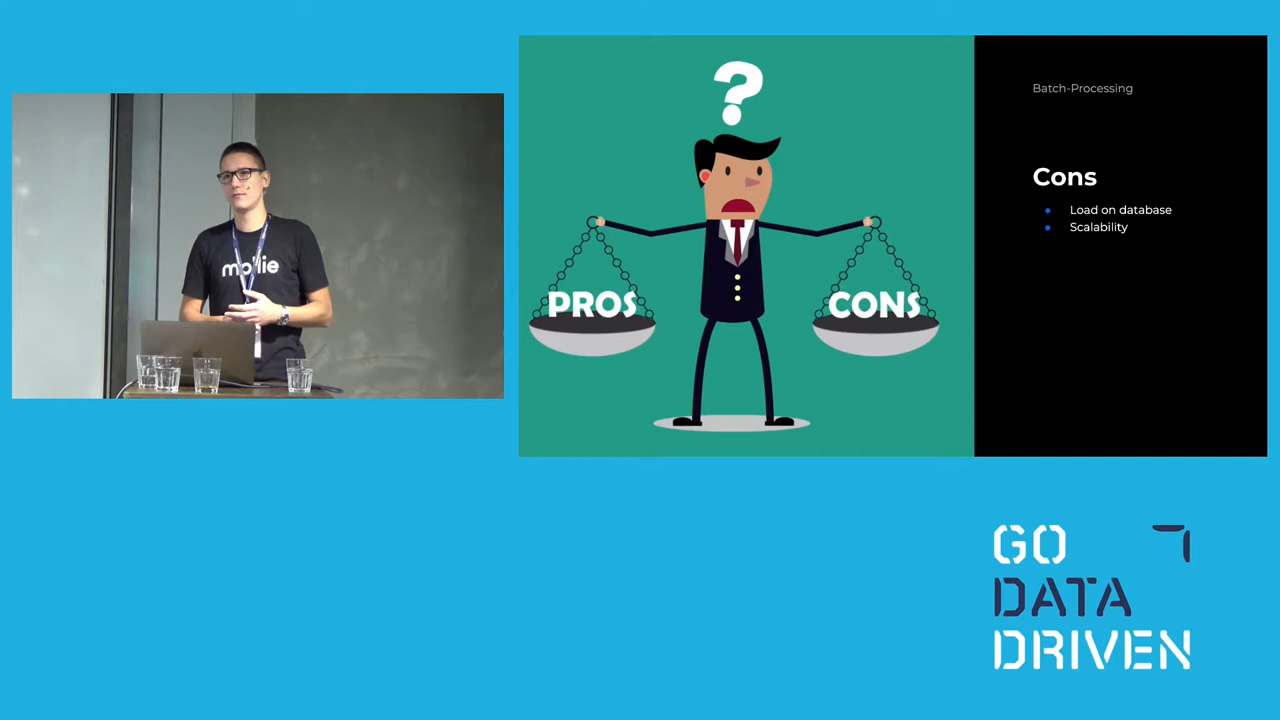 mollie
?
PROS
CONS
Batch-Processing
Cons
Load on database
Scalability
GO
DATA
DRIVEN